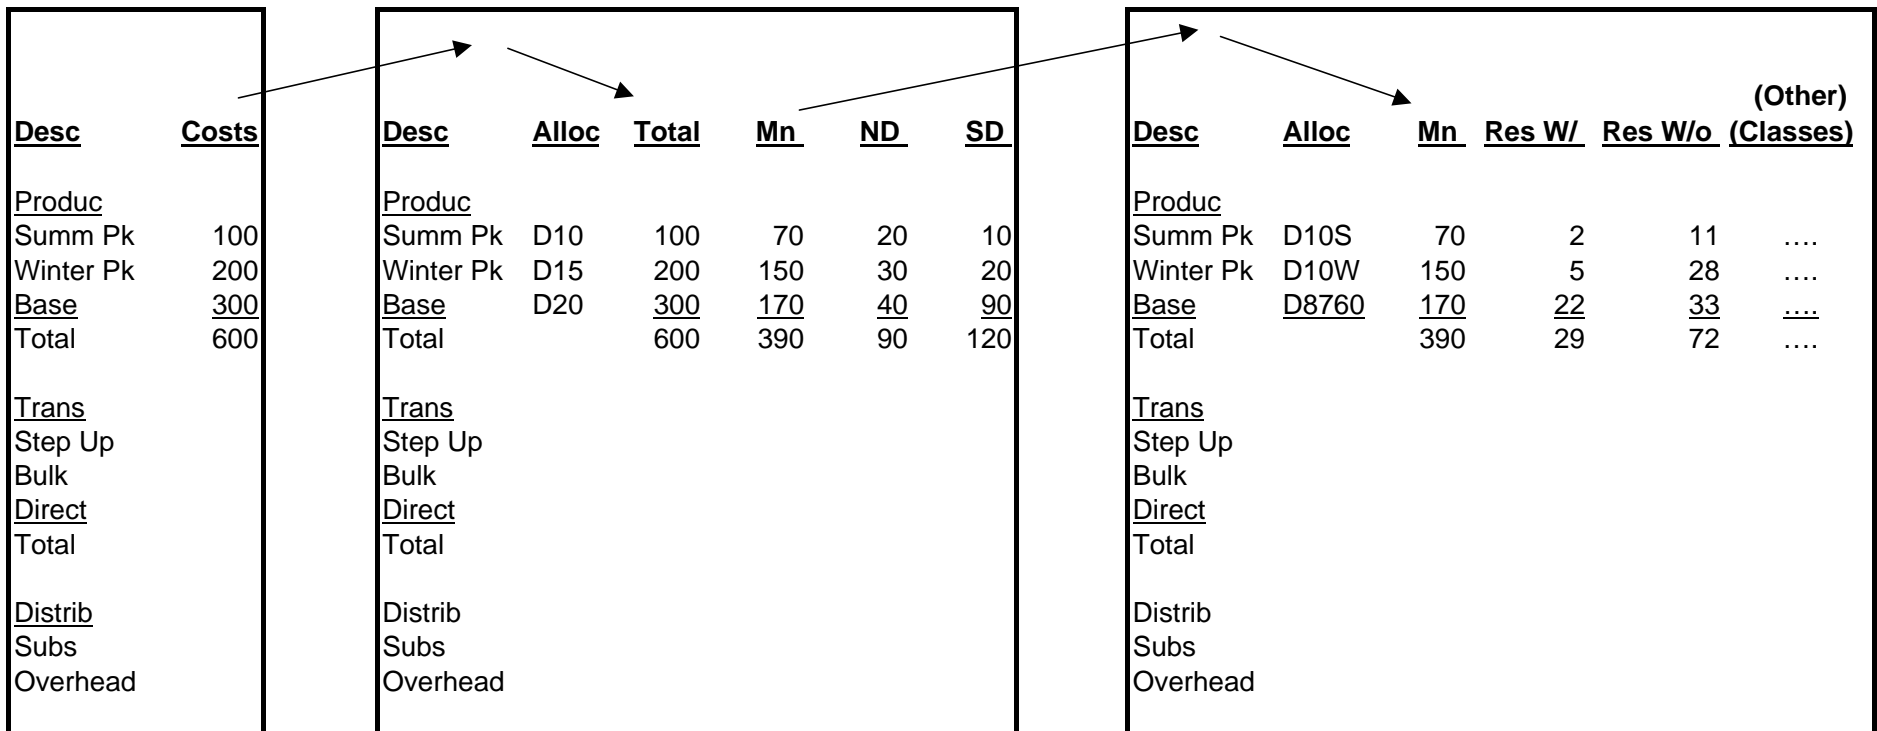 Desc Costs
Produc
Summ Pk 100
Winter Pk 200
Base 300
Total 600
Trans
Step Up
Bulk
Direct
Total
Distrib
Subs
Overhead
Desc Alloc Total Mn ND SD
Produc
Summ Pk D10 100 70 20 10
Winter Pk D15 200 150 30 20
Base D20 300 170 40 90
Total 600 390 90 120
Trans
Step Up
Bulk
Direct
Total
Distrib
Subs
Overhead
(Other)
Desc Alloc Mn Res W/ Res W/o (Classes)
Produc
Summ Pk D10S 70 2 11 ….
Winter Pk D10W 150 5 28 ….
Base D8760 170 22 33 ….
Total 390 29 72 ….
Trans
Step Up
Bulk
Direct
Total
Distrib
Subs
Overhead